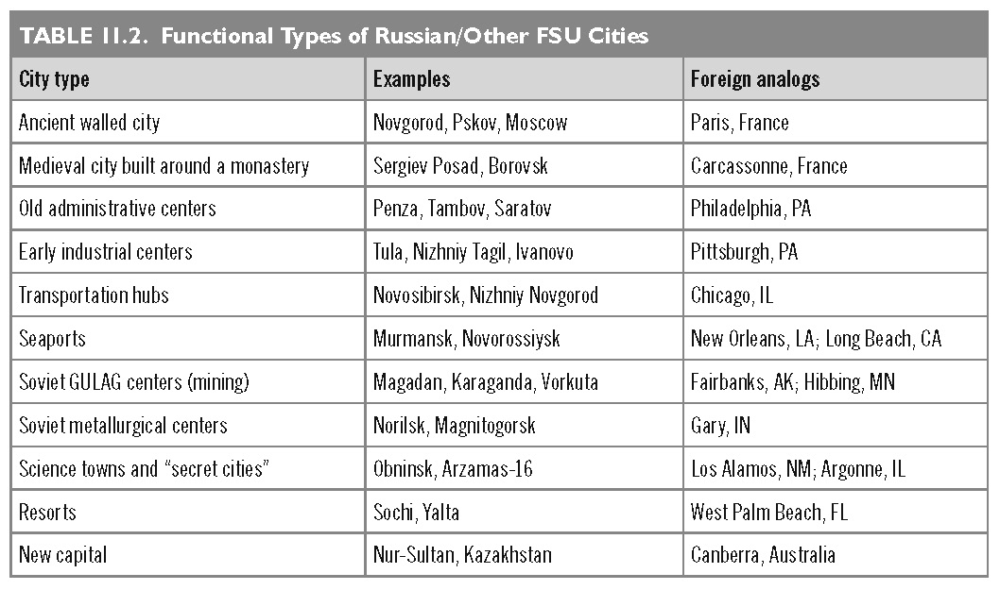 TABLE 11.2. Functional Types of Russian/Other FSU Cities
City type Examples Foreign analogs
Ancient walled city Novgorod, Pskov, Moscow Paris, France
Medieval city built around a monastery Sergiev Posad, Borovsk Carcassonne, France
Old administrative centers Penza, Tambov, Saratov Philadelphia, PA
Early industrial centers Tula, Nizhniy Tagil, Ivanovo Pittsburgh, PA
Transportation hubs Novosibirsk, Nizhniy Novgorod Chicago, IL
Seaports Murmansk, Novorossiysk New Orleans, LA; Long Beach, CA
Soviet GULAG centers (mining) Magadan, Karaganda, Vorkuta Fairbanks, AK; Hibbing, MN
Soviet metallurgical centers Norilsk, Magnitogorsk Gary, IN
Science towns and “secret cities” Obninsk, Arzamas-16 Los Alamos, NM; Argonne, IL
Resorts Sochi, Yalta West Palm Beach, FL
New capital Nur-Sultan, Kazakhstan Canberra, Australia